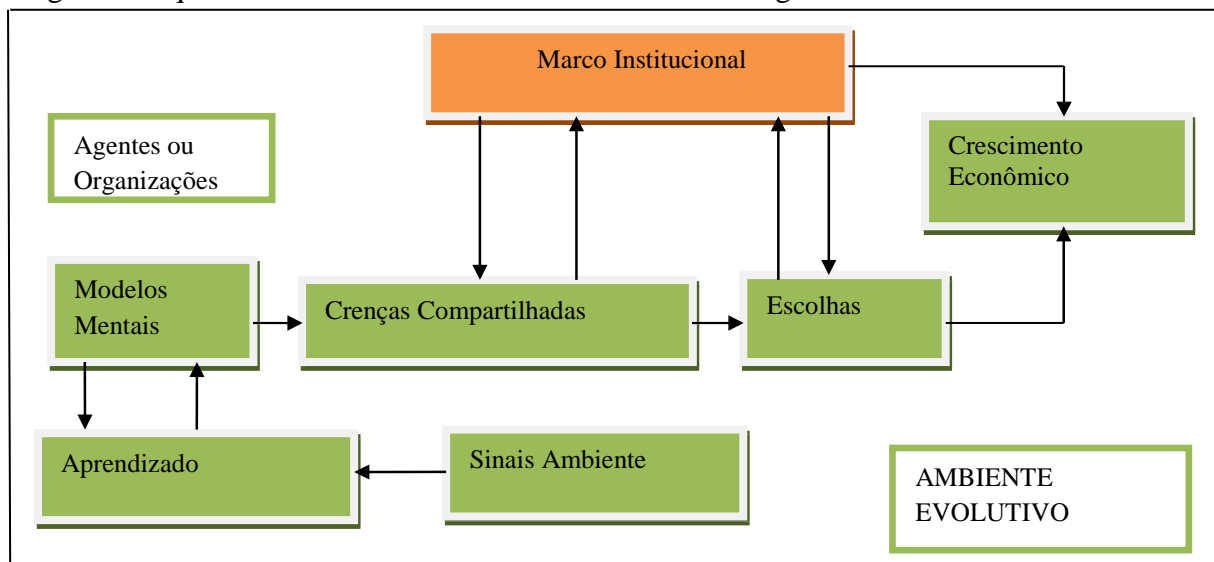 Marco Institucional
Agentes ou
Organizações
Crescimento
Econômico
Modelos
Mentais
Crenças Compartilhadas
Escolhas
Aprendizado
Sinais Ambiente
AMBIENTE
EVOLUTIVO